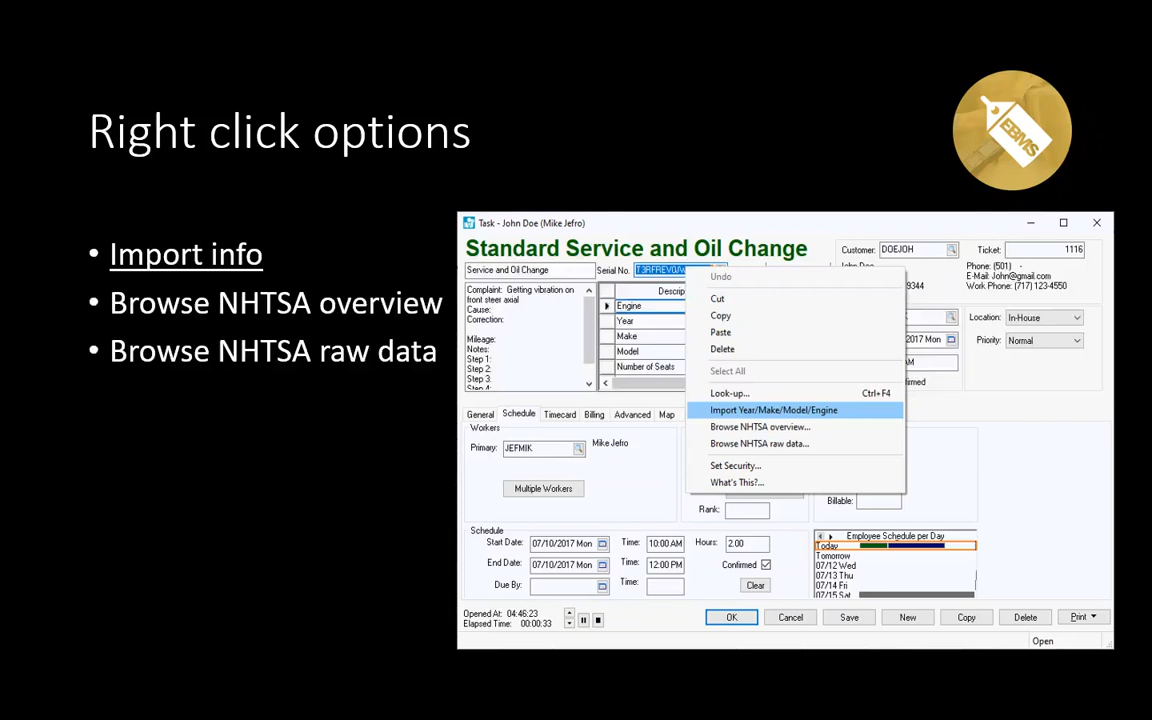 Right click options
EBMS
• Import info
• Browse NHTSA overview
• Browse NHTSA raw data
Task - John Doe (Mike Jefro)
Standard Service and Oil Change
Service and Oil Change
Serial No.
Customer: DOEJOH
Ticket: 1116
Phone: (501) -
E-Mail: John@gmail.com
Work Phone: (717) 123-4550
9344
Complaint: Getting vibration on
front steer axial
Cause:
Correction:
Mileage:
Notes:
Step 1:
Step 2:
Step 3:
Step 4:
Engine
Year
Make
Model
Number of Seats
Undo
Cut
Copy
Paste
Delete
Select All
Look-up... Ctrl+F4
Import Year/Make/Model/Engine
Browse NHTSA overview...
Browse NHTSA raw data...
Set Security...
What's This?...
Location: In-House
2017 Mon
Priority: Normal
General Schedule Timecard Billing Advanced Map
Workers
Primary: JEFMIK Mike Jefro
Multiple Workers
Rank:
Billable:
Schedule
Start Date: 07/10/2017 Mon Time: 10:00 AM Hours: 2.00
End Date: 07/10/2017 Mon Time: 12:00 PM Confirmed
Due By: Time: Clear
Employee Schedule per Day
Today
Tomorrow
07/12 Wed
07/13 Thu
07/14 Fri
07/15 Sat
Opened At: 04:46:23
Elapsed Time: 00:00:33
OK Cancel Save New Copy Delete Print
Open